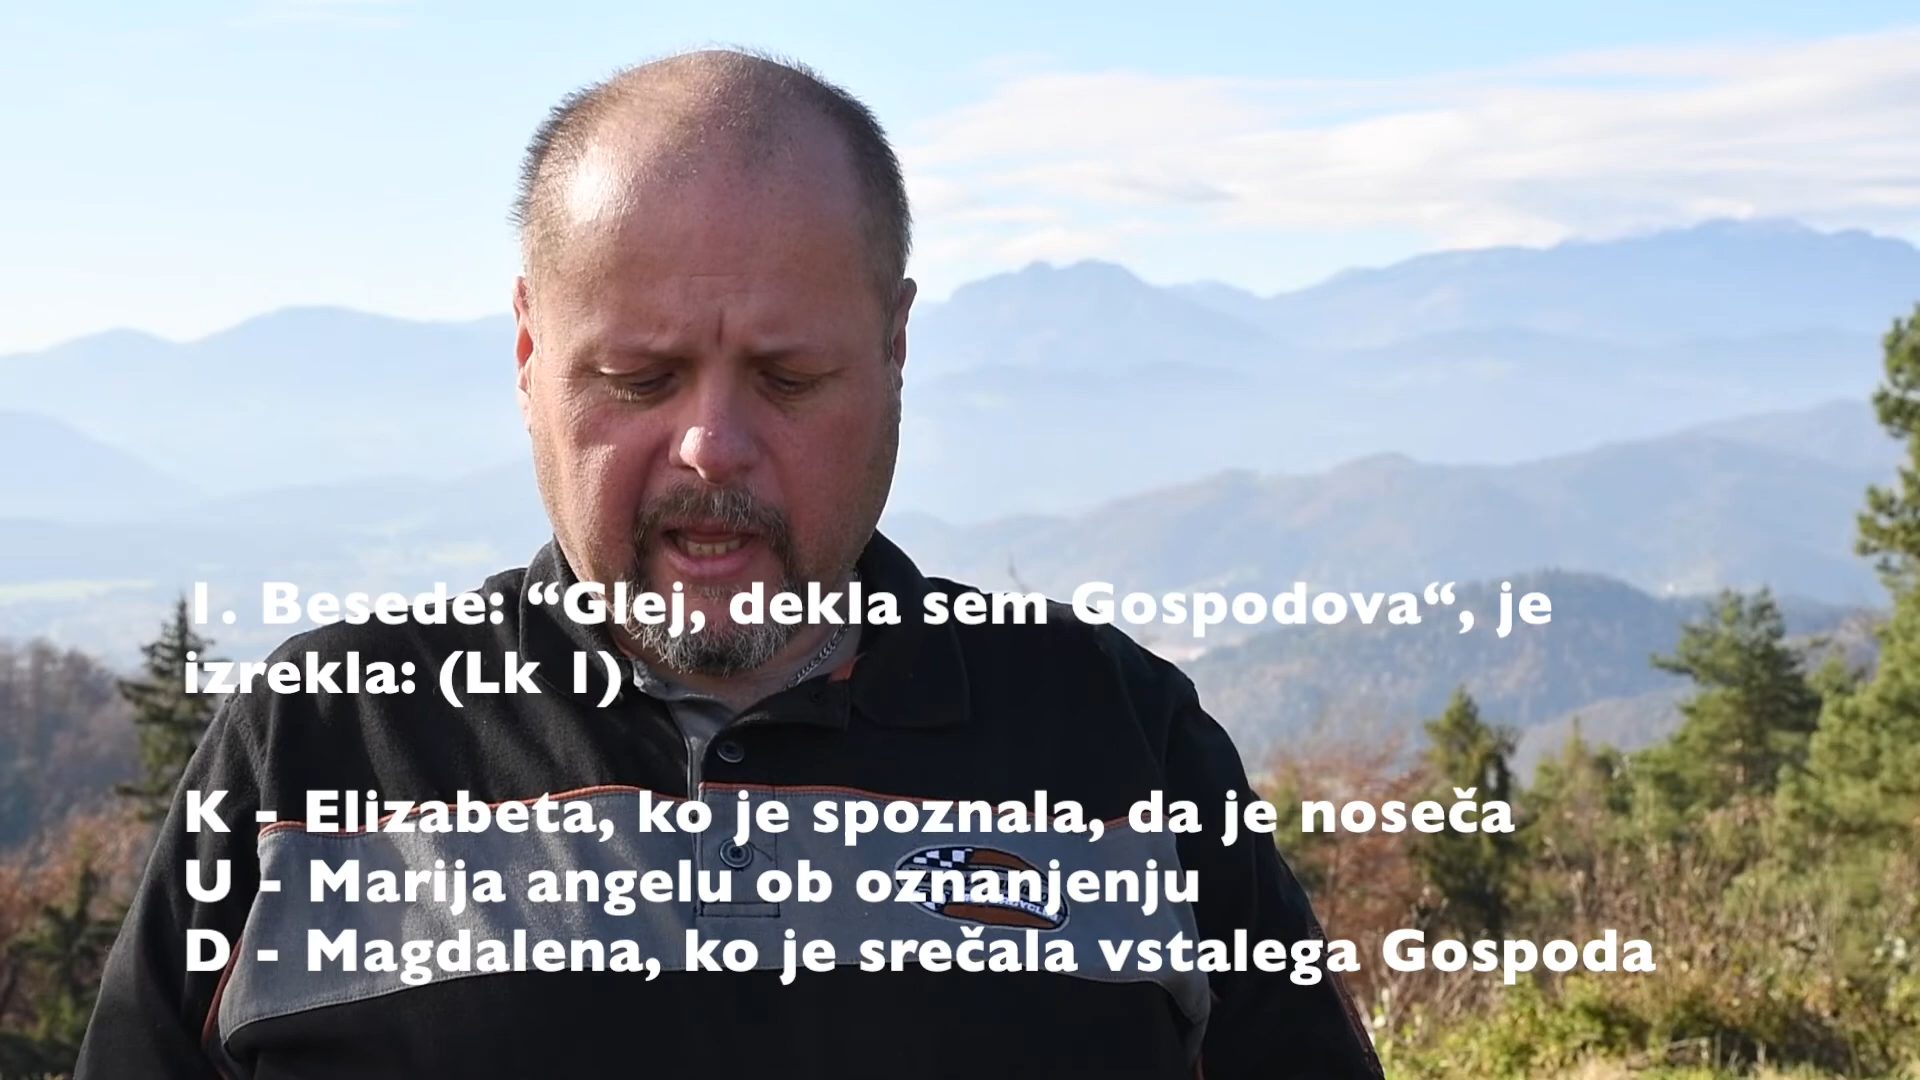 1. Besede: “Glej, dekla sem Gospodova“, je
izrekla: (Lk 1)
K - Elizabeta, ko je spoznala, da je noseča
U - Marija angelu ob oznanjenju
D - Magdalena, ko je srečala vstalega Gospoda